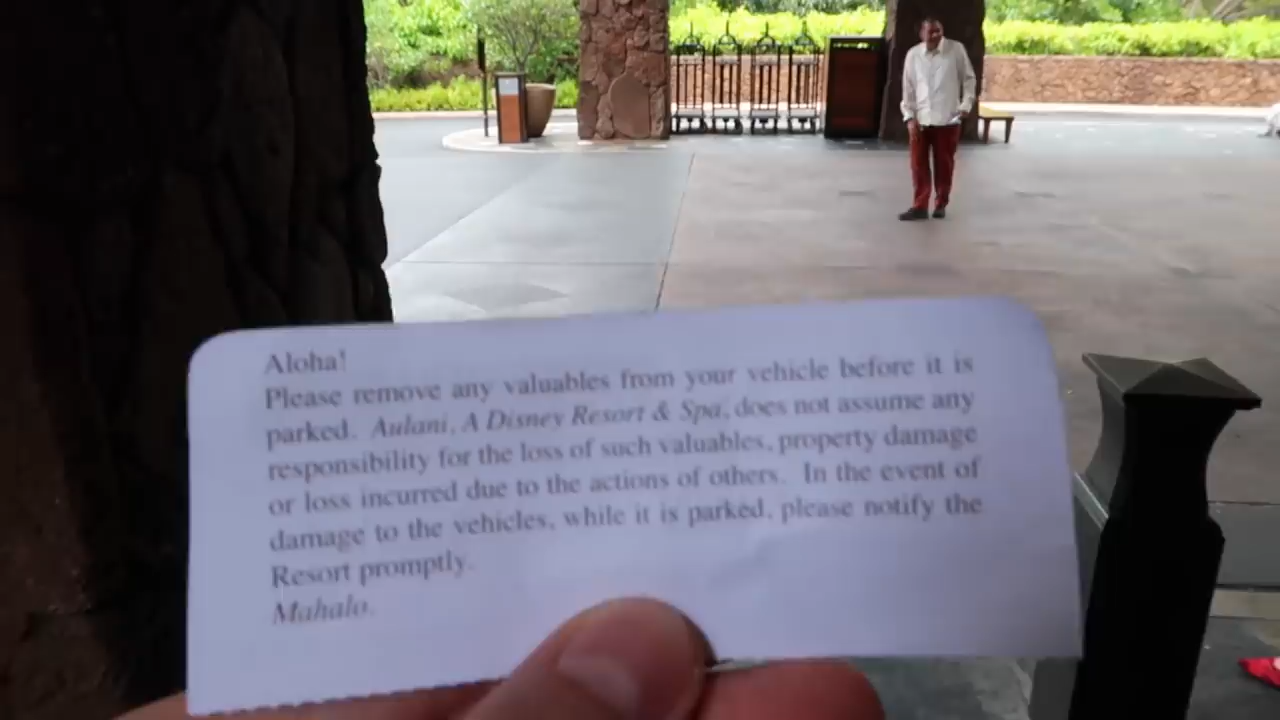 Aloha!
Please remove any valuables from your vehicle before it is
parked. Aulani, A Disney Resort & Spa, does not assume any
responsibility for the loss of such valuables, property damage
or loss incurred due to the actions of others. In the event of
damage to the vehicles, while it is parked, please notify the
Resort promptly.
Mahalo.